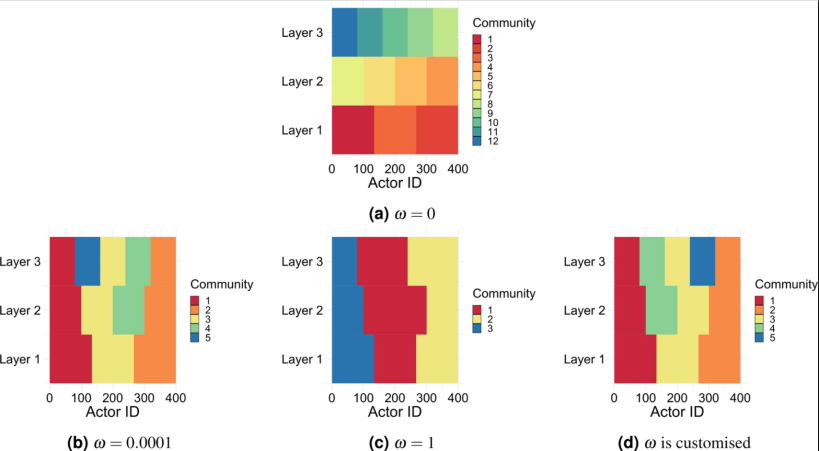 Layer 3
Layer 2
Layer 1
0 100 200 300 400
Actor ID
Community
1
2
3
4
5
6
7
8
9
10
11
12
(a) ω = 0
Layer 3
Layer 2
Layer 1
0 100 200 300 400
Actor ID
Community
1
2
3
4
5
(b) ω = 0.0001
Layer 3
Layer 2
Layer 1
0 100 200 300 400
Actor ID
Community
1
2
3
(c) ω = 1
Layer 3
Layer 2
Layer 1
0 100 200 300 400
Actor ID
Community
1
2
3
4
5
(d) ω is customised